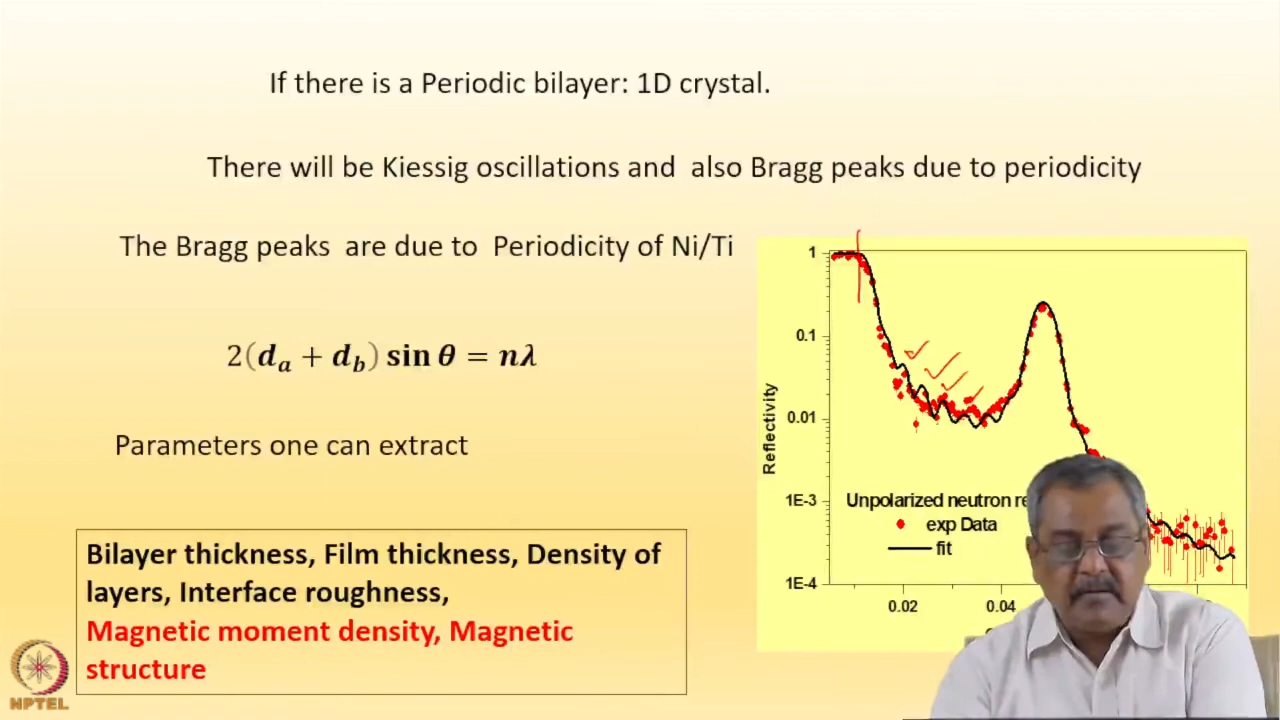 If there is a Periodic bilayer: 1D crystal.
There will be Kiessig oscillations and also Bragg peaks due to periodicity
The Bragg peaks are due to Periodicity of Ni/Ti
2(dₐ + d_b) sin θ = nλ
Parameters one can extract
Bilayer thickness, Film thickness, Density of
layers, Interface roughness,
Magnetic moment density, Magnetic
structure
Reflectivity
1
0.1
0.01
1E-3
1E-4
Unpolarized neutron
exp Data
fit
0.02
0.04
NPTEL